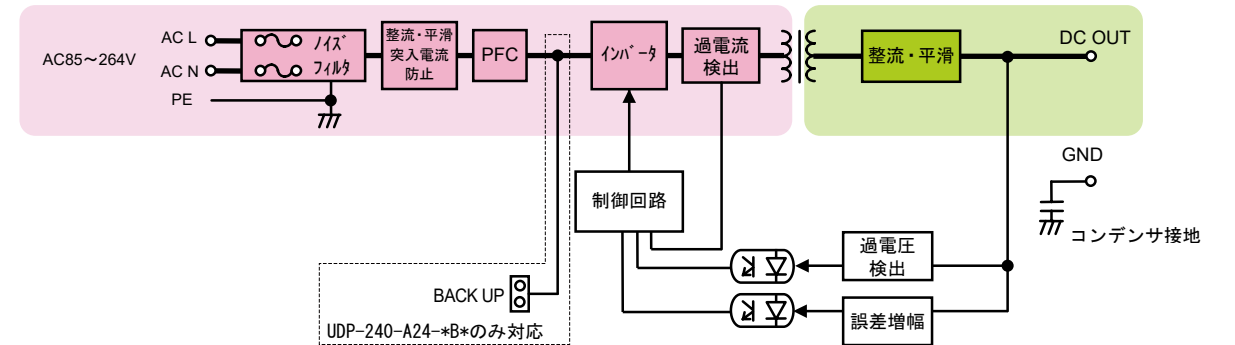 AC85～264V
AC L
AC N
PE
ノイズ
フィルタ
整流・平滑
突入電流
防止
PFC
インバータ
過電流
検出
整流・平滑
DC OUT
GND
コンデンサ接地
制御回路
過電圧
検出
誤差増幅
BACK UP
UDP-240-A24-*B*のみ対応